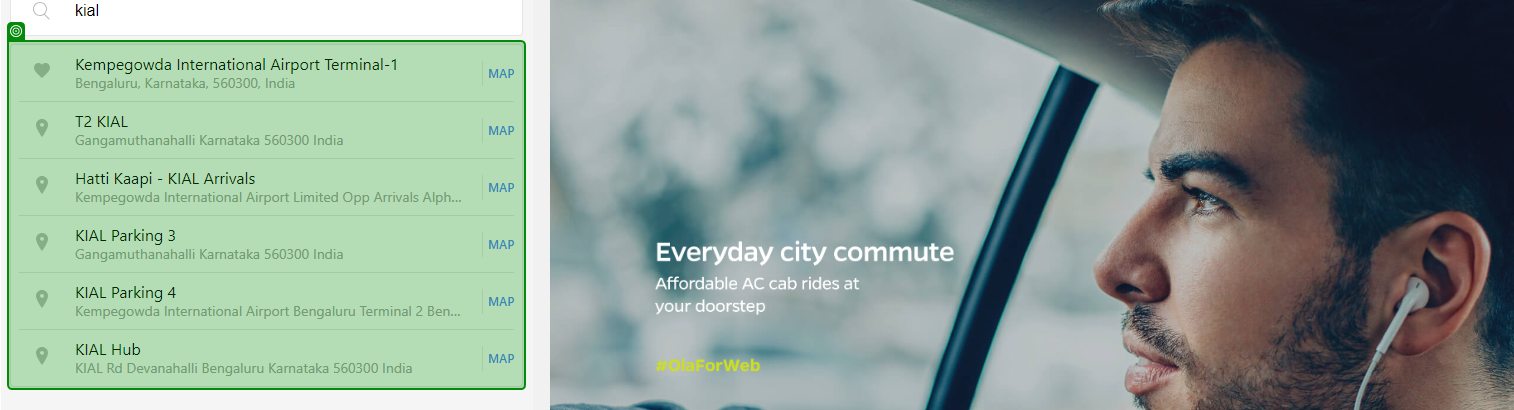 kial
Kempegowda International Airport Terminal-1
Bengaluru, Karnataka, 560300, India
MAP
T2 KIAL
Gangamuthanahalli Karnataka 560300 India
MAP
Hatti Kaapi - KIAL Arrivals
Kempegowda International Airport Limited Opp Arrivals Alph...
MAP
KIAL Parking 3
Gangamuthanahalli Karnataka 560300 India
MAP
KIAL Parking 4
Kempegowda International Airport Bengaluru Terminal 2 Ben...
MAP
KIAL Hub
KIAL Rd Devanahalli Bengaluru Karnataka 560300 India
MAP
Everyday city commute
Affordable AC cab rides at
your doorstep
#OlaForWeb